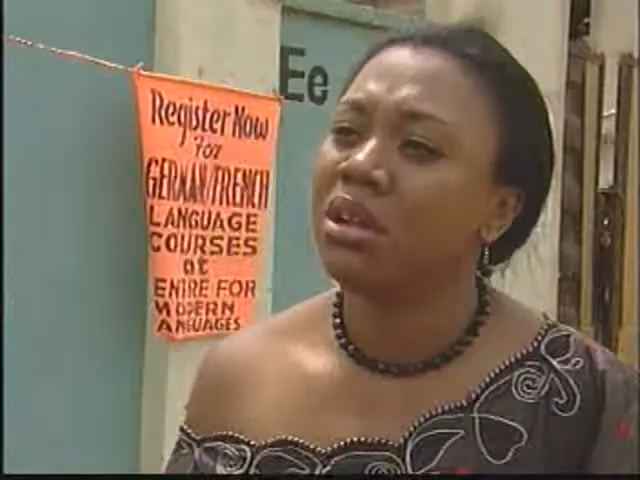 Register Now
For
GERMAN/FRENCH
LANGUAGE
COURSES
at
ENTRE FOR
MODERN
ANGUAGES
Ee